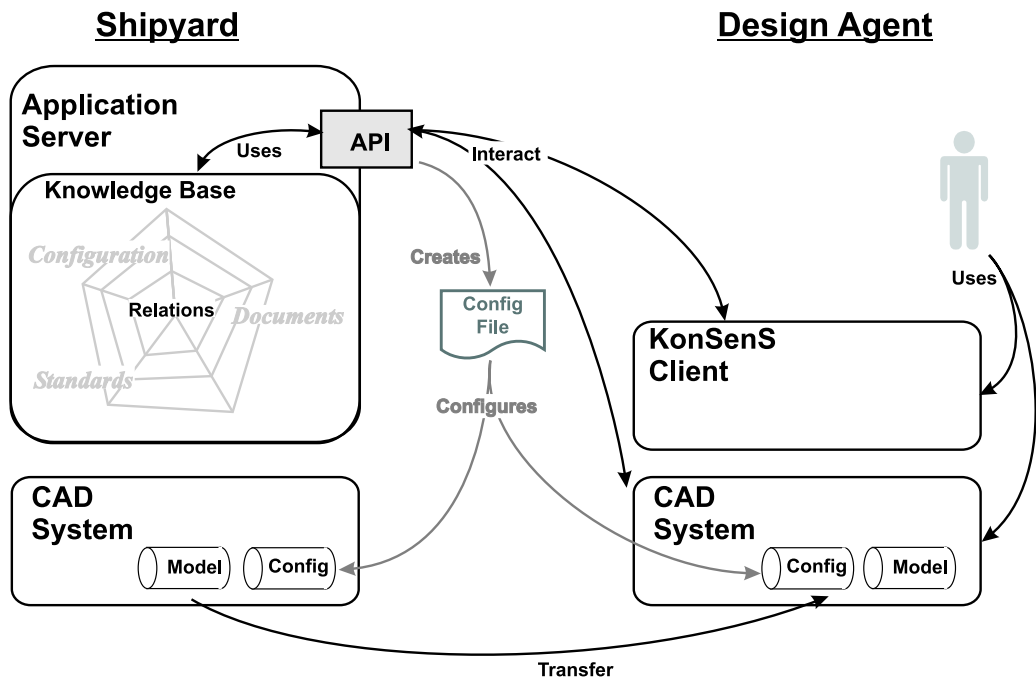 Shipyard
Design Agent
Application
Server
API
Uses
Interact
Knowledge Base
Configuration
Relations
Documents
Standards
Creates
Config
File
Configures
Uses
KonSenS
Client
CAD
System
Model
Config
CAD
System
Config
Model
Transfer